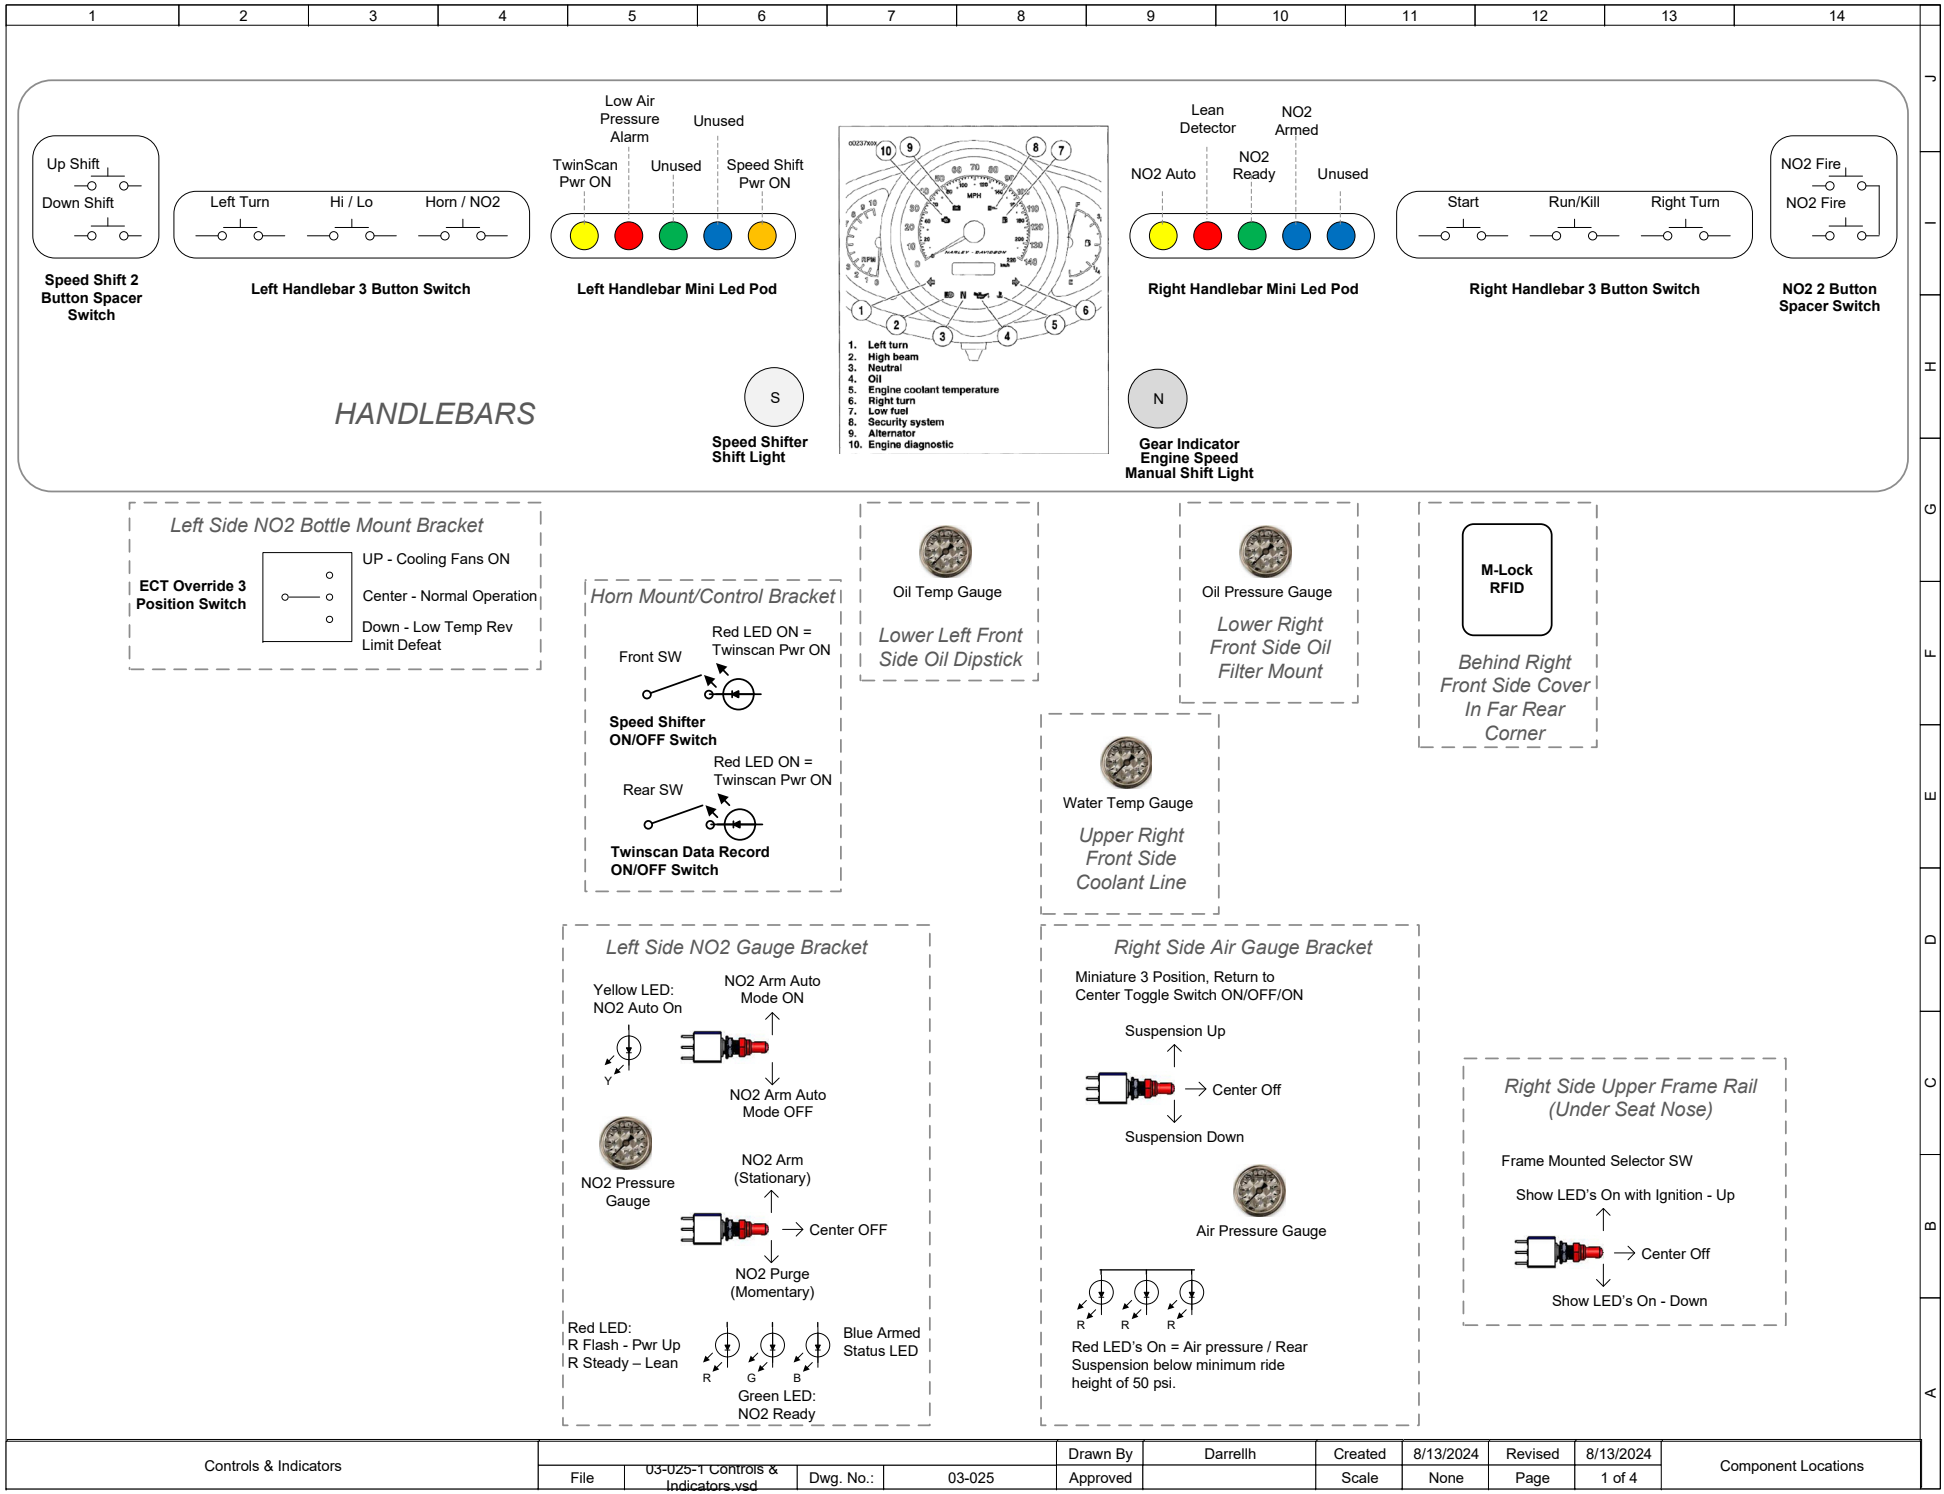 1 2 3 4 5 6 7 8 9 10 11 12 13 14
J
I
H
G
F
E
D
C
B
A
Up Shift
Down Shift
Speed Shift 2
Button Spacer
Switch
Left Turn
Hi / Lo
Horn / NO2
Left Handlebar 3 Button Switch
Low Air
Pressure
Alarm
Unused
TwinScan
Pwr ON
Unused
Speed Shift
Pwr ON
Left Handlebar Mini Led Pod
10
9
8
7
MPH
RPM
HARLEY - DAVIDSON
1
2
3
4
5
6
1. Left turn
2. High beam
3. Neutral
4. Oil
5. Engine coolant temperature
6. Right turn
7. Low fuel
8. Security system
9. Alternator
10. Engine diagnostic
Lean
Detector
NO2
Armed
NO2 Auto
NO2
Ready
Unused
Right Handlebar Mini Led Pod
Start
Run/Kill
Right Turn
Right Handlebar 3 Button Switch
NO2 Fire
NO2 Fire
NO2 2 Button
Spacer Switch
HANDLEBARS
S
Speed Shifter
Shift Light
N
Gear Indicator
Engine Speed
Manual Shift Light
Left Side NO2 Bottle Mount Bracket
ECT Override 3
Position Switch
UP - Cooling Fans ON
Center - Normal Operation
Down - Low Temp Rev
Limit Defeat
Horn Mount/Control Bracket
Red LED ON =
Twinscan Pwr ON
Front SW
Speed Shifter
ON/OFF Switch
Red LED ON =
Twinscan Pwr ON
Rear SW
Twinscan Data Record
ON/OFF Switch
Oil Temp Gauge
Lower Left Front
Side Oil Dipstick
Oil Pressure Gauge
Lower Right
Front Side Oil
Filter Mount
M-Lock
RFID
Behind Right
Front Side Cover
In Far Rear
Corner
Water Temp Gauge
Upper Right
Front Side
Coolant Line
Left Side NO2 Gauge Bracket
Yellow LED:
NO2 Auto On
Y
NO2 Arm Auto
Mode ON
NO2 Arm Auto
Mode OFF
NO2 Pressure
Gauge
NO2 Arm
(Stationary)
Center OFF
NO2 Purge
(Momentary)
Red LED:
R Flash - Pwr Up
R Steady – Lean
R G B
Blue Armed
Status LED
Green LED:
NO2 Ready
Right Side Air Gauge Bracket
Miniature 3 Position, Return to
Center Toggle Switch ON/OFF/ON
Suspension Up
Center Off
Suspension Down
Air Pressure Gauge
R R R
Red LED's On = Air pressure / Rear
Suspension below minimum ride
height of 50 psi.
Right Side Upper Frame Rail
(Under Seat Nose)
Frame Mounted Selector SW
Show LED's On with Ignition - Up
Center Off
Show LED's On - Down
Controls & Indicators
File
03-025-1 Controls &
Indicators.vsd
Dwg. No.:
03-025
Drawn By
Darrellh
Approved
Created
8/13/2024
Revised
8/13/2024
Scale
None
Page
1 of 4
Component Locations